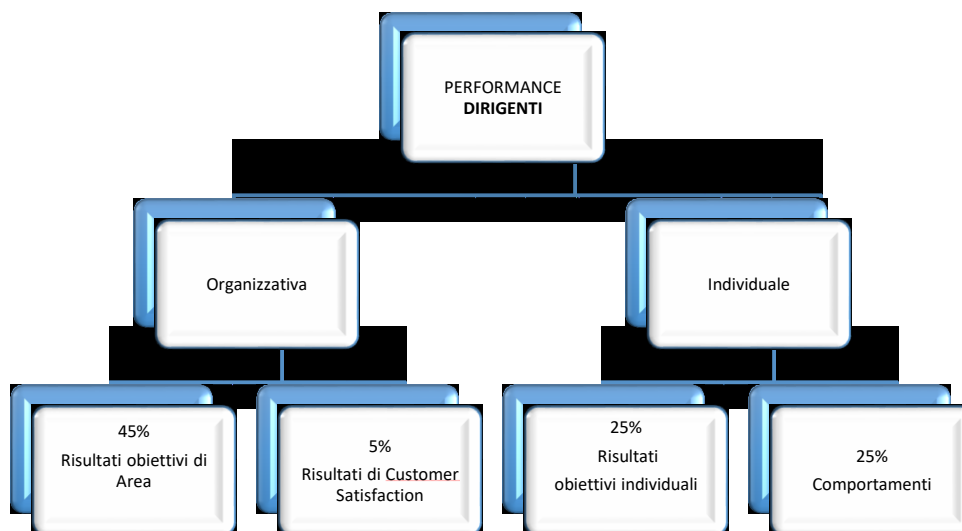 PERFORMANCE
DIRIGENTI
Organizzativa
Individuale
45%
Risultati obiettivi di
Area
5%
Risultati di Customer
Satisfaction
25%
Risultati
obiettivi individuali
25%
Comportamenti